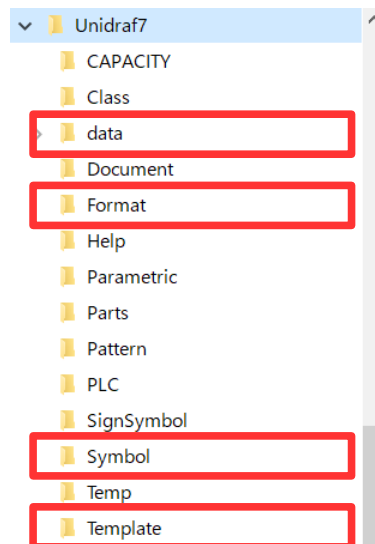 Unidraf7
CAPACITY
Class
data
Document
Format
Help
Parametric
Parts
Pattern
PLC
SignSymbol
Symbol
Temp
Template